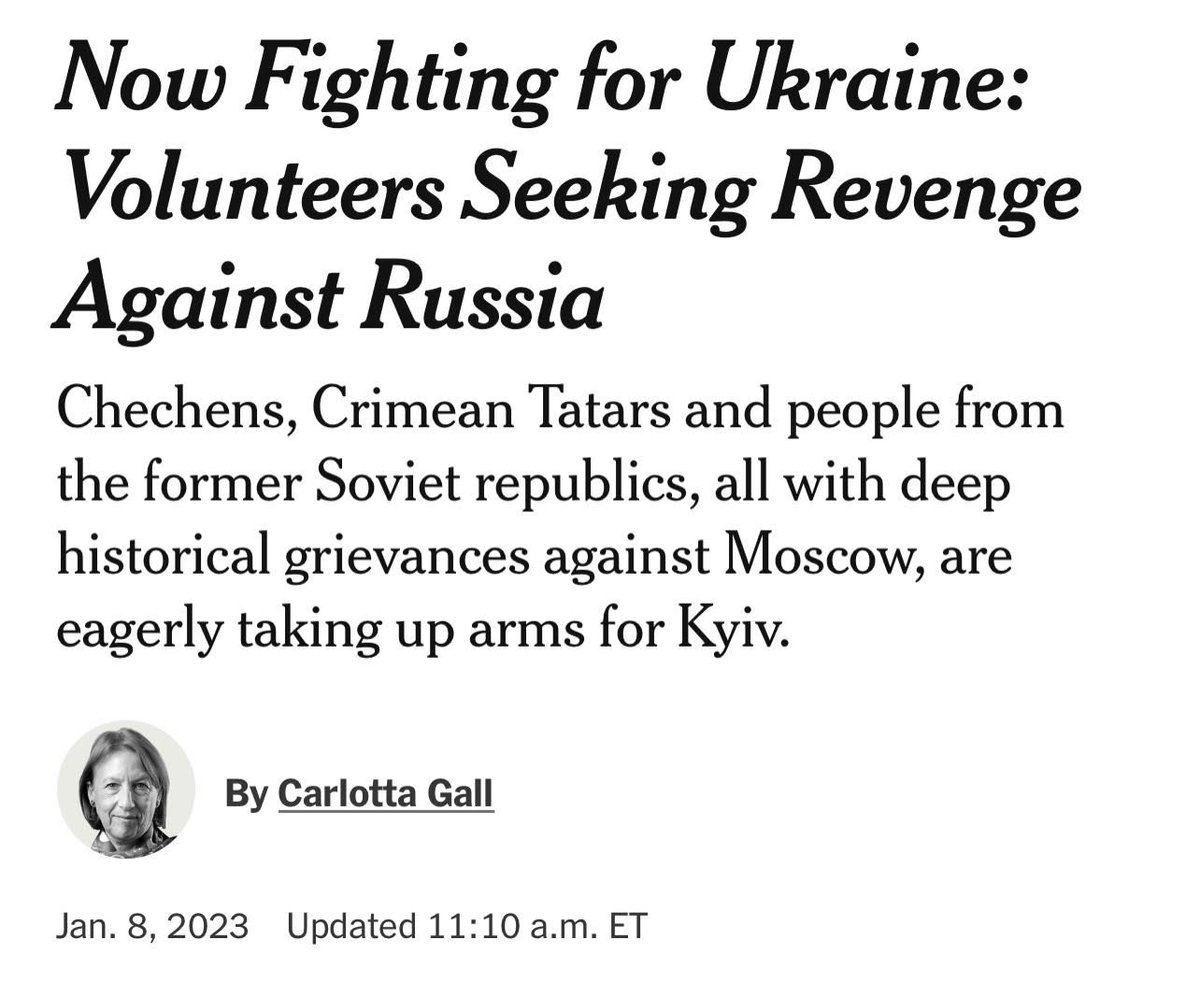 Now Fighting for Ukraine:
Volunteers Seeking Revenge
Against Russia
Chechens, Crimean Tatars and people from
the former Soviet republics, all with deep
historical grievances against Moscow, are
eagerly taking up arms for Kyiv.
By Carlotta Gall
Jan. 8, 2023 Updated 11:10 a.m. ET